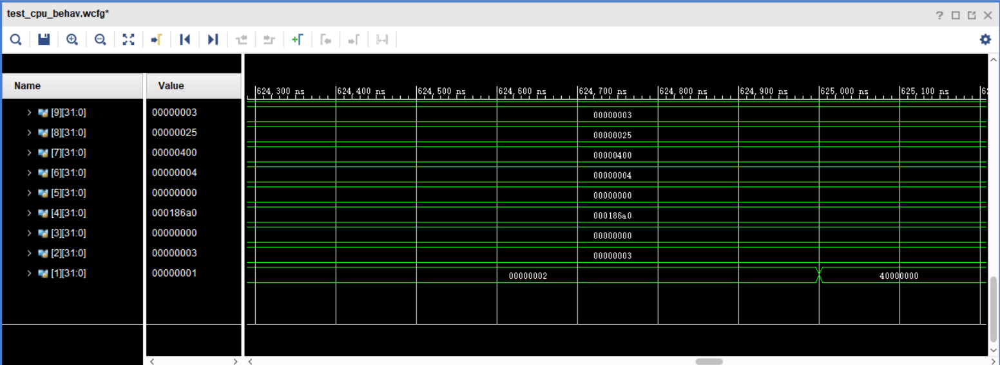 test_cpu_behav.wcfg*
Name Value
624,300 ns 624,400 ns 624,500 ns 624,600 ns 624,700 ns 624,800 ns 624,900 ns 625,000 ns 625,100 ns
[9][31:0] 00000003 00000003
[8][31:0] 00000025 00000025
[7][31:0] 00000400 00000400
[6][31:0] 00000004 00000004
[5][31:0] 00000000 00000000
[4][31:0] 000186a0 000186a0
[3][31:0] 00000000 00000000
[2][31:0] 00000003 00000003
[1][31:0] 00000001 00000002 40000000